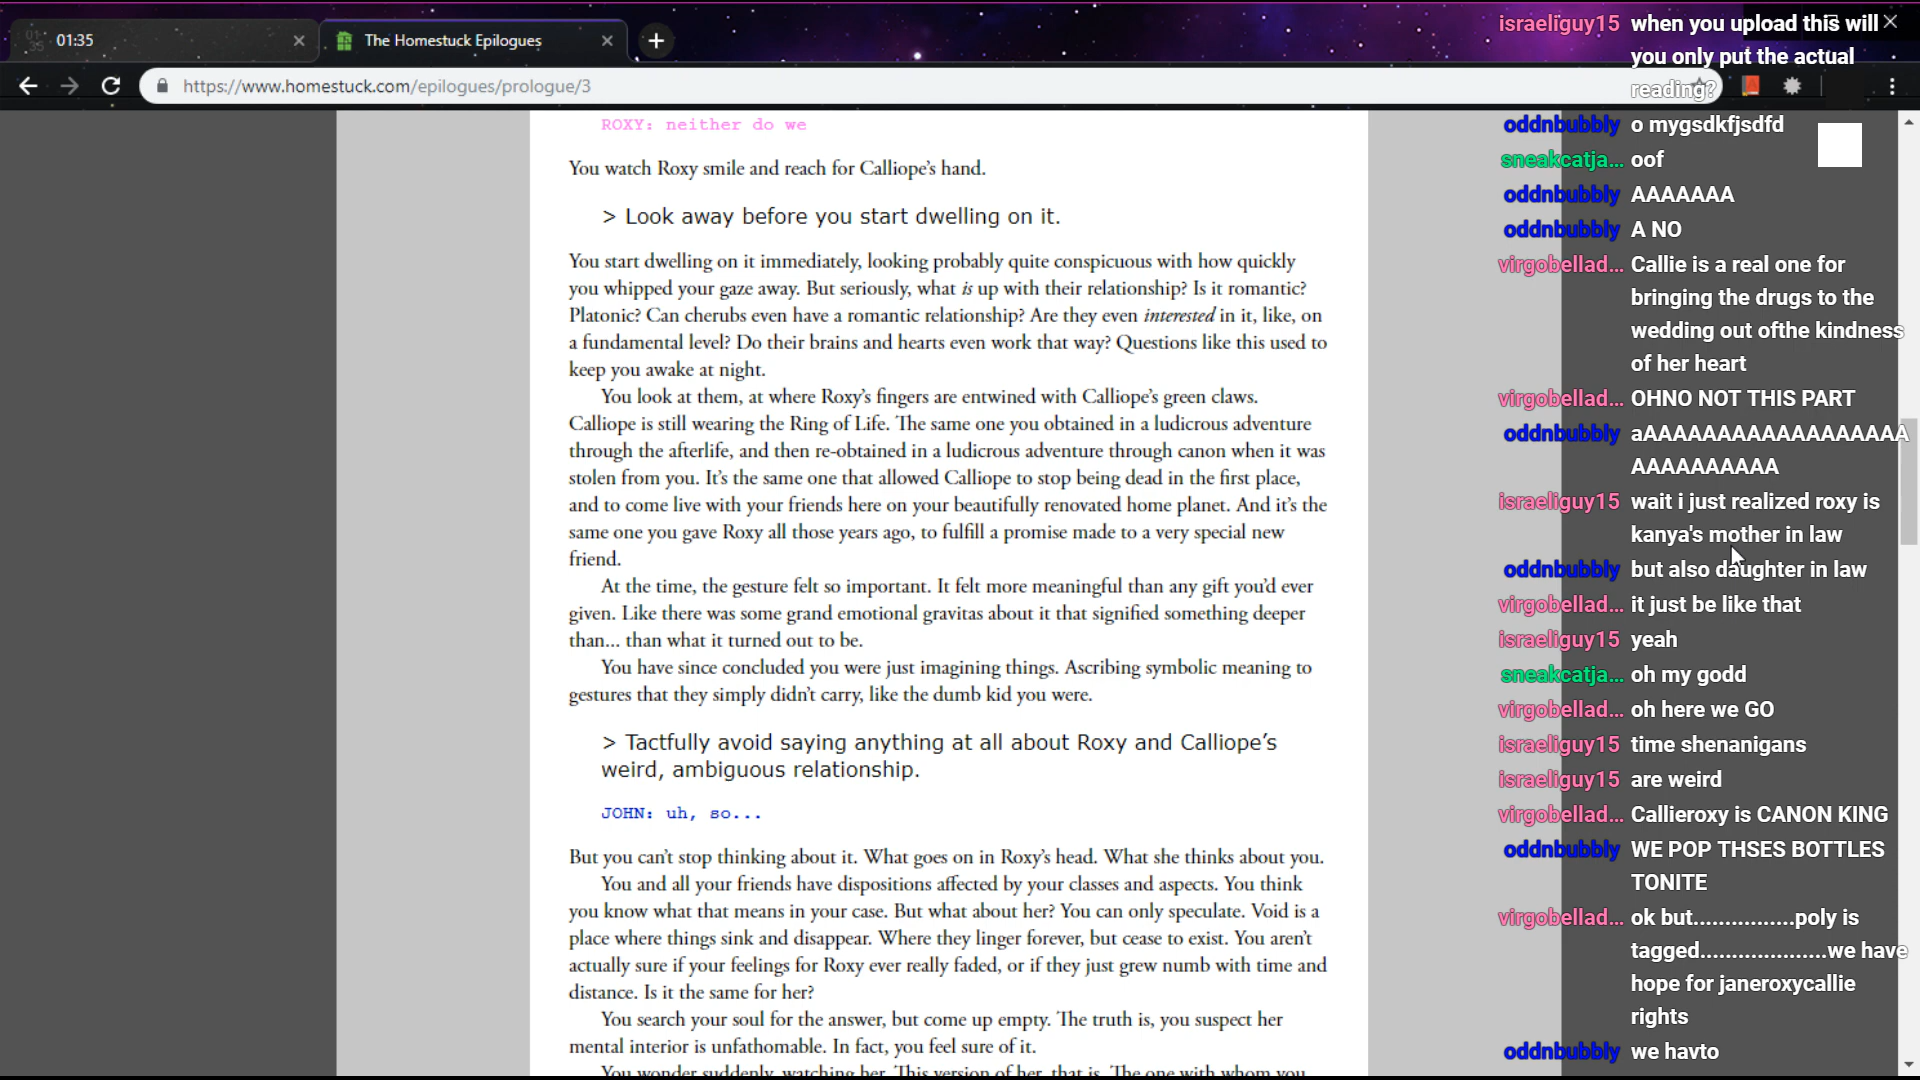 01:35
The Homestuck Epilogues
https://www.homestuck.com/epilogues/prologue/3
ROXY: neither do we
You watch Roxy smile and reach for Calliope’s hand.
> Look away before you start dwelling on it.
You start dwelling on it immediately, looking probably quite conspicuous with how quickly
you whipped your gaze away. But seriously, what is up with their relationship? Is it romantic?
Platonic? Can cherubs even have a romantic relationship? Are they even interested in it, like, on
a fundamental level? Do their brains and hearts even work that way? Questions like this used to
keep you awake at night.
You look at them, at where Roxy’s fingers are entwined with Calliope’s green claws.
Calliope is still wearing the Ring of Life. The same one you obtained in a ludicrous adventure
through the afterlife, and then re-obtained in a ludicrous adventure through canon when it was
stolen from you. It’s the same one that allowed Calliope to stop being dead in the first place,
and to come live with your friends here on your beautifully renovated home planet. And it’s the
same one you gave Roxy all those years ago, to fulfill a promise made to a very special new
friend.
At the time, the gesture felt so important. It felt more meaningful than any gift you’d ever
given. Like there was some grand emotional gravitas about it that signified something deeper
than... than what it turned out to be.
You have since concluded you were just imagining things. Ascribing symbolic meaning to
gestures that they simply didn’t carry, like the dumb kid you were.
> Tactfully avoid saying anything at all about Roxy and Calliope’s
weird, ambiguous relationship.
JOHN: uh, so...
But you can’t stop thinking about it. What goes on in Roxy’s head. What she thinks about you.
You and all your friends have dispositions affected by your classes and aspects. You think
you know what that means in your case. But what about her? You can only speculate. Void is a
place where things sink and disappear. Where they linger forever, but cease to exist. You aren’t
actually sure if your feelings for Roxy ever really faded, or if they just grew numb with time and
distance. Is it the same for her?
You search your soul for the answer, but come up empty. The truth is, you suspect her
mental interior is unfathomable. In fact, you feel sure of it.
You wonder suddenly, watching her. This version of her, that is. The one with whom you
israeliguy15 when you upload this will
you only put the actual
reading?
oddnbubbly o mygsdkfjsdfd
sneakcatja... oof
oddnbubbly AAAAAAA
oddnbubbly A NO
virgobellad... Callie is a real one for
bringing the drugs to the
wedding out ofthe kindness
of her heart
virgobellad... OHNO NOT THIS PART
oddnbubbly aAAAAAAAAAAAAAAAAAA
AAAAAAAAAA
israeliguy15 wait i just realized roxy is
kanya's mother in law
oddnbubbly but also daughter in law
virgobellad... it just be like that
israeliguy15 yeah
sneakcatja... oh my godd
virgobellad... oh here we GO
israeliguy15 time shenanigans
israeliguy15 are weird
virgobellad... Callieroxy is CANON KING
oddnbubbly WE POP THSES BOTTLES
TONITE
virgobellad... ok but................poly is
tagged....................we have
hope for janeroxycallie
rights
oddnbubbly we havto